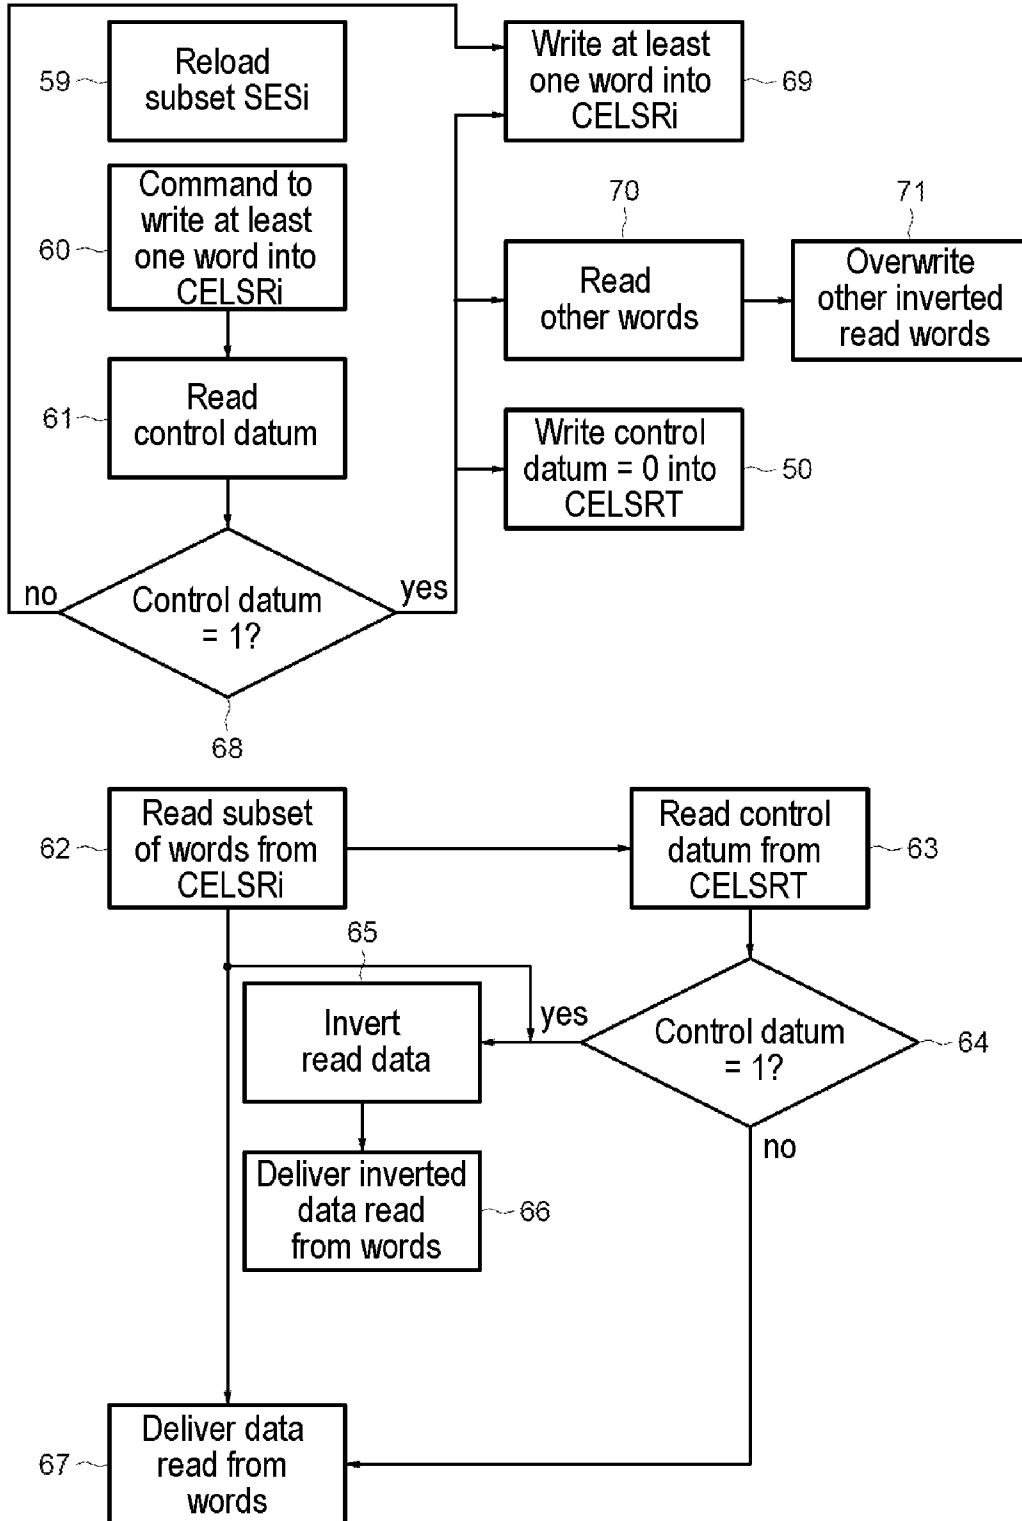 59
Reload
subset SESi
Write at least
one word into
CELSRi
69
60
Command to
write at least
one word into
CELSRi
70
Read
other words
71
Overwrite
other inverted
read words
61
Read
control datum
Write control
datum = 0 into
CELSRT
50
no
Control datum
= 1?
yes
68
62
Read subset
of words from
CELSRi
Read control
datum from
CELSRT
63
65
Invert
read data
yes
Control datum
= 1?
64
no
Deliver inverted
data read
from words
66
67
Deliver data
read from
words